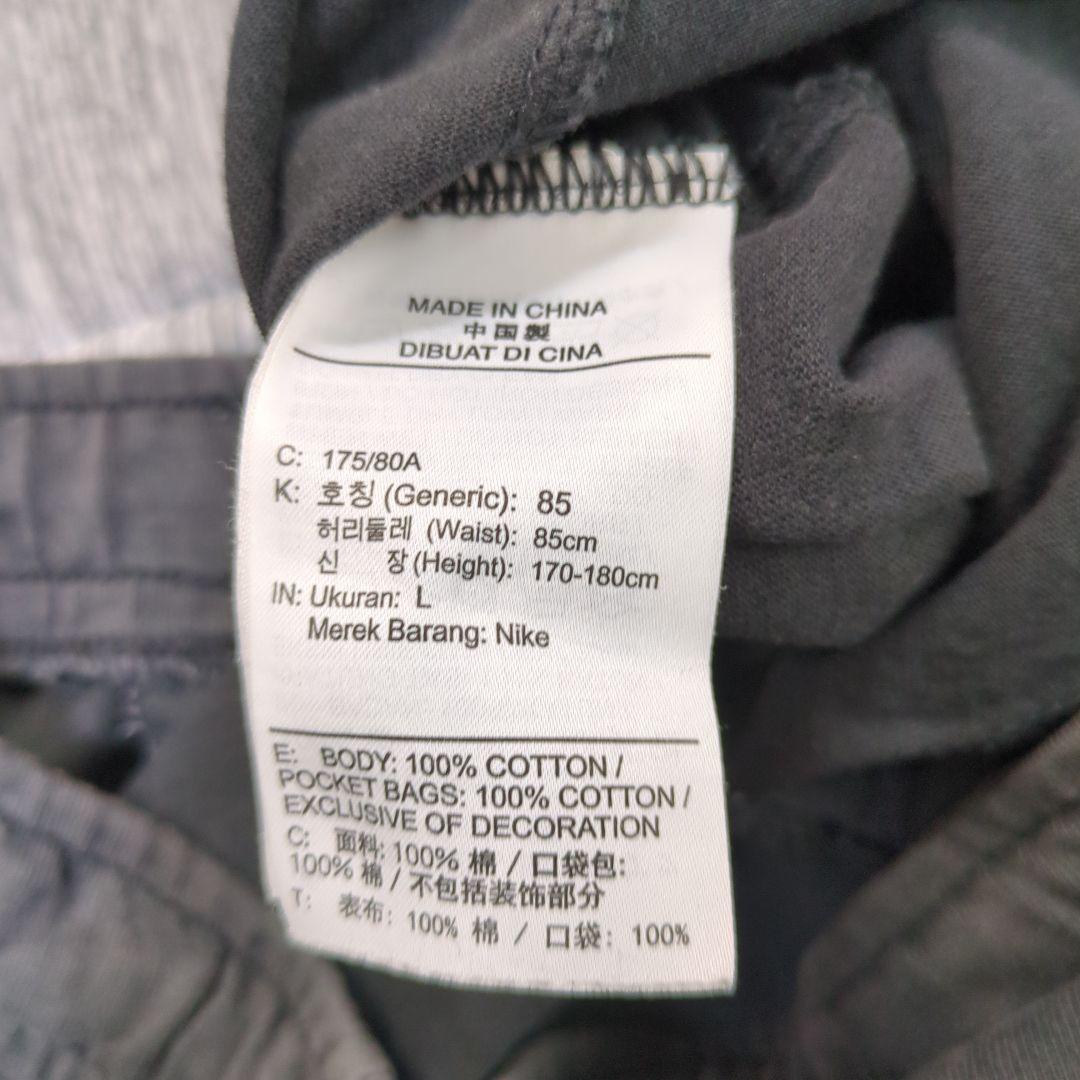 MADE IN CHINA
中国製
DIBUAT DI CINA
C: 175/80A
K: 호칭 (Generic): 85
허리둘레 (Waist): 85cm
신 장 (Height): 170-180cm
IN: Ukuran: L
Merek Barang: Nike
E: BODY: 100% COTTON /
POCKET BAGS: 100% COTTON /
EXCLUSIVE OF DECORATION
C: 面料: 100% 棉 / 口袋包:
100% 棉 / 不包括装饰部分
T: 表布: 100% 棉 / 口袋: 100%